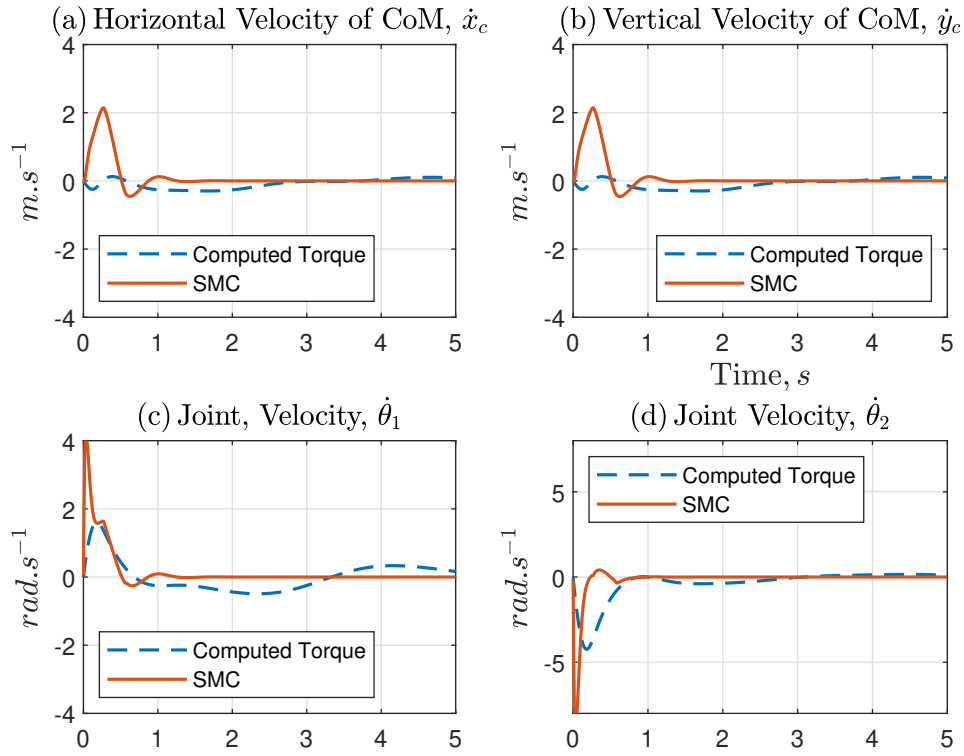 (a) Horizontal Velocity of CoM, ẋ_c
4
2
0
-2
-4
m.s⁻¹
Computed Torque
SMC
0 1 2 3 4 5
(b) Vertical Velocity of CoM, ẏ_c
4
2
0
-2
-4
m.s⁻¹
Computed Torque
SMC
0 1 2 3 4 5
Time, s
(c) Joint, Velocity, θ̇₁
4
2
0
-2
-4
rad.s⁻¹
Computed Torque
SMC
0 1 2 3 4 5
(d) Joint Velocity, θ̇₂
5
0
-5
rad.s⁻¹
Computed Torque
SMC
0 1 2 3 4 5